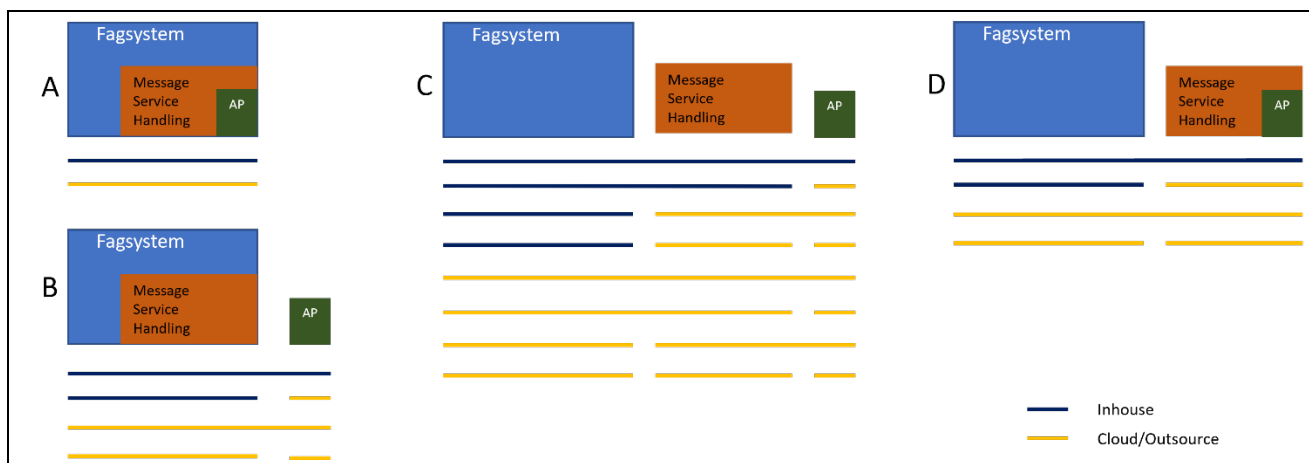 A
Fagsystem
Message
Service
Handling
AP
B
Fagsystem
Message
Service
Handling
AP
C
Fagsystem
Message
Service
Handling
AP
D
Fagsystem
Message
Service
Handling
AP
Inhouse
Cloud/Outsource